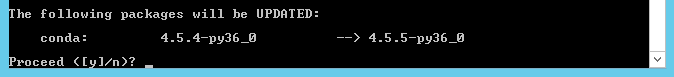 The following packages will be UPDATED:
conda: 4.5.4-py36_0 --> 4.5.5-py36_0
Proceed ([y]/n)? _